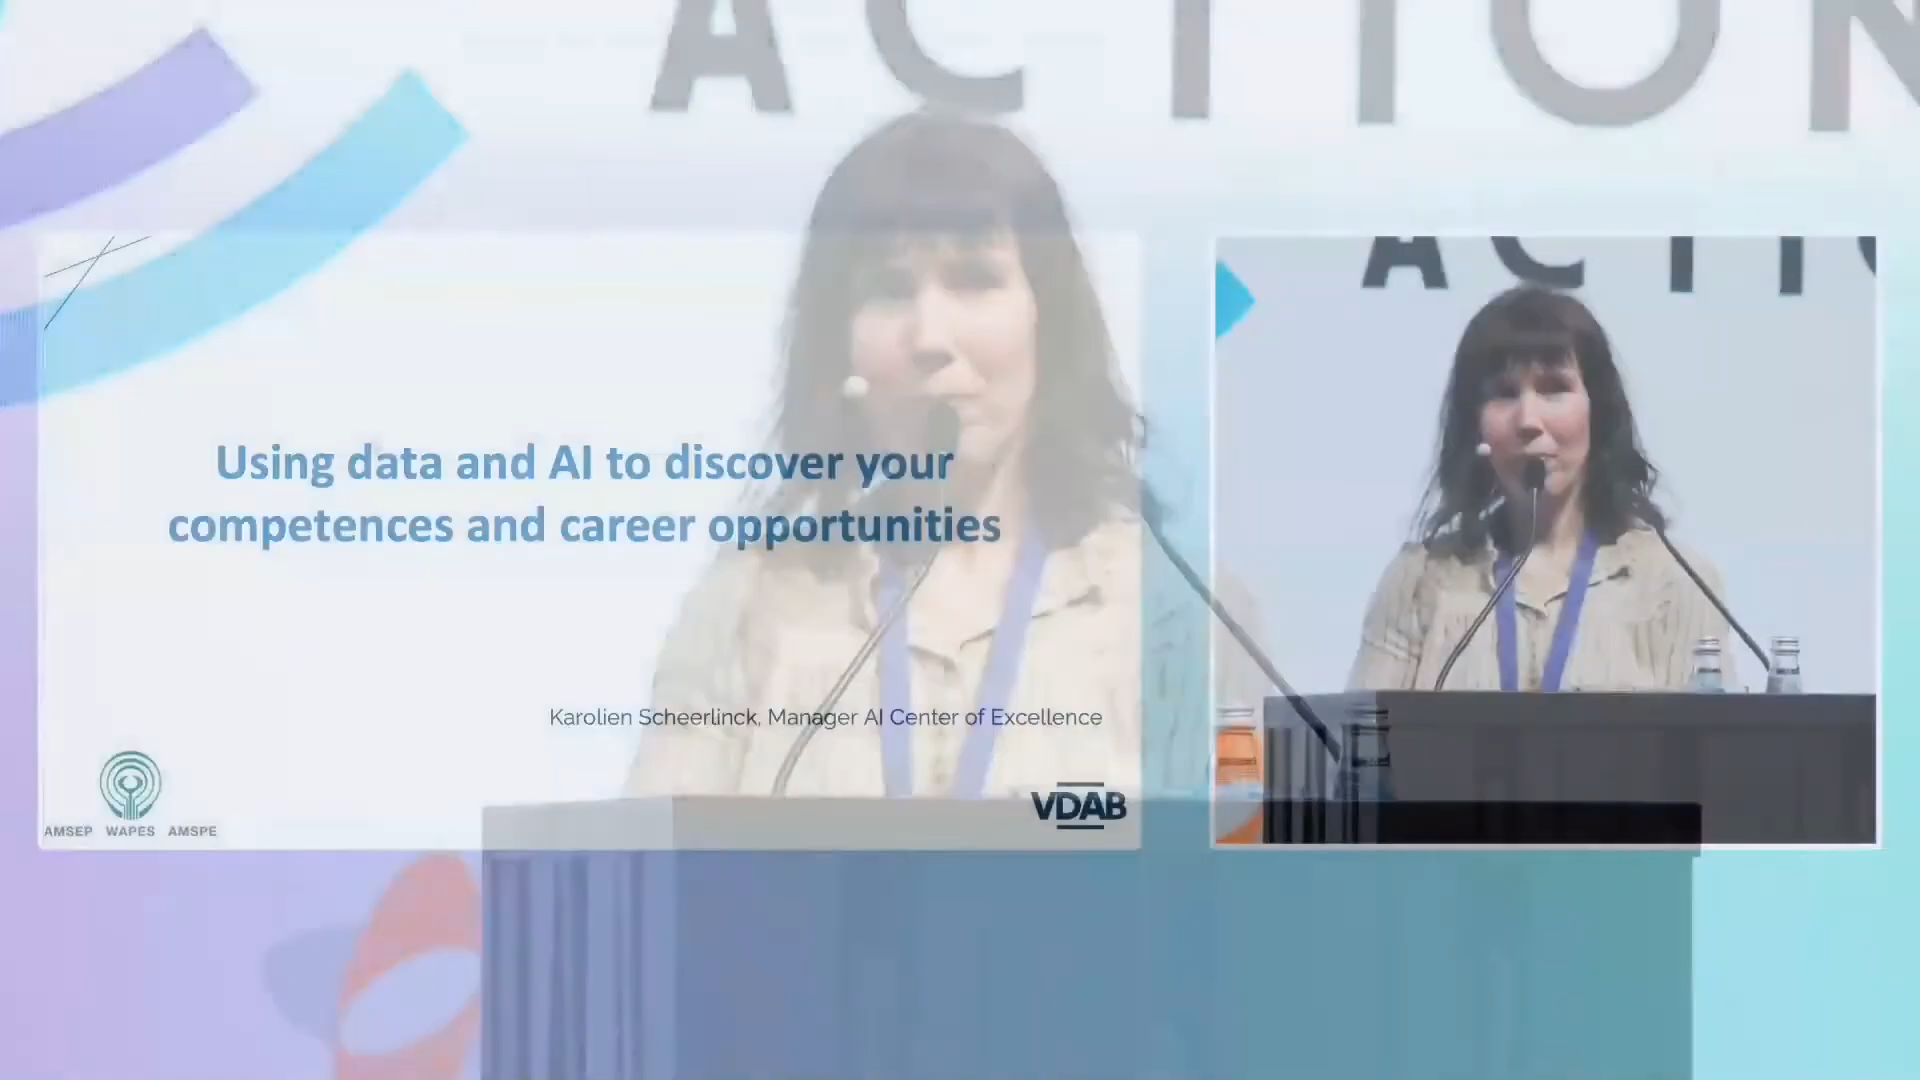 ACTION
ACTIO
Using data and AI to discover your
competences and career opportunities
Karolien Scheerlinck, Manager AI Center of Excellence
AMSEP WAPES AMSPE
VDAB